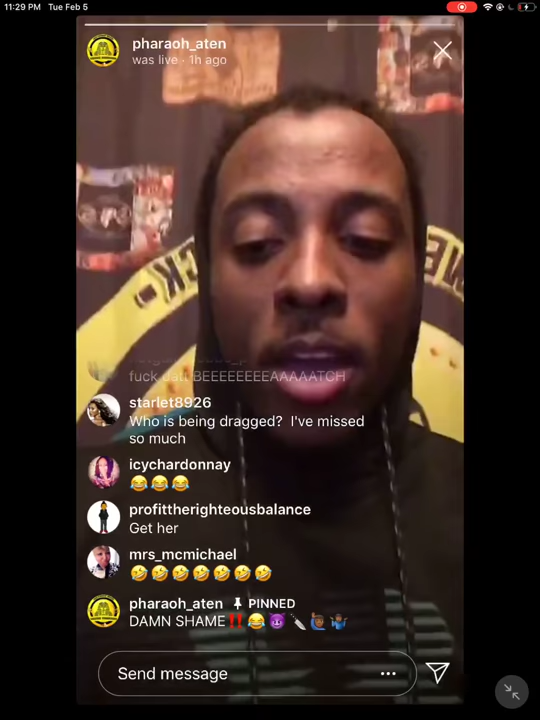 11:29 PM Tue Feb 5
pharaoh_aten
was live · 1h ago
fuck datt BEEEEEEEEAAAAATCH
starlet8926
Who is being dragged? I've missed
so much
icychardonnay
😂😂😂
profittherighteousbalance
Get her
mrs_mcmichael
🤣🤣🤣🤣🤣🤣🤣
pharaoh_aten PINNED
DAMN SHAME‼️😂😈🔪🙋🏾‍♂️🤷🏾‍♂️
Send message